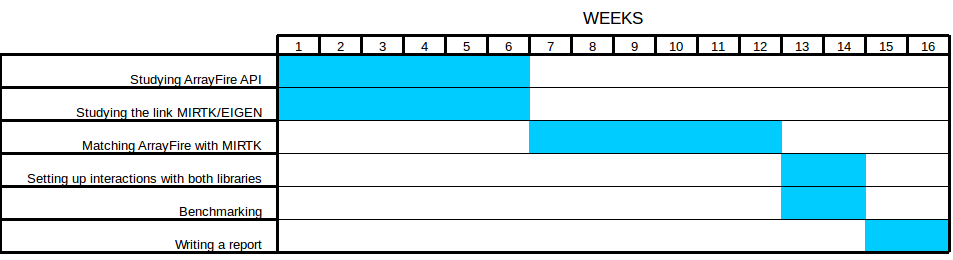 WEEKS
1 2 3 4 5 6 7 8 9 10 11 12 13 14 15 16
Studying ArrayFire API
Studying the link MIRTK/EIGEN
Matching ArrayFire with MIRTK
Setting up interactions with both libraries
Benchmarking
Writing a report